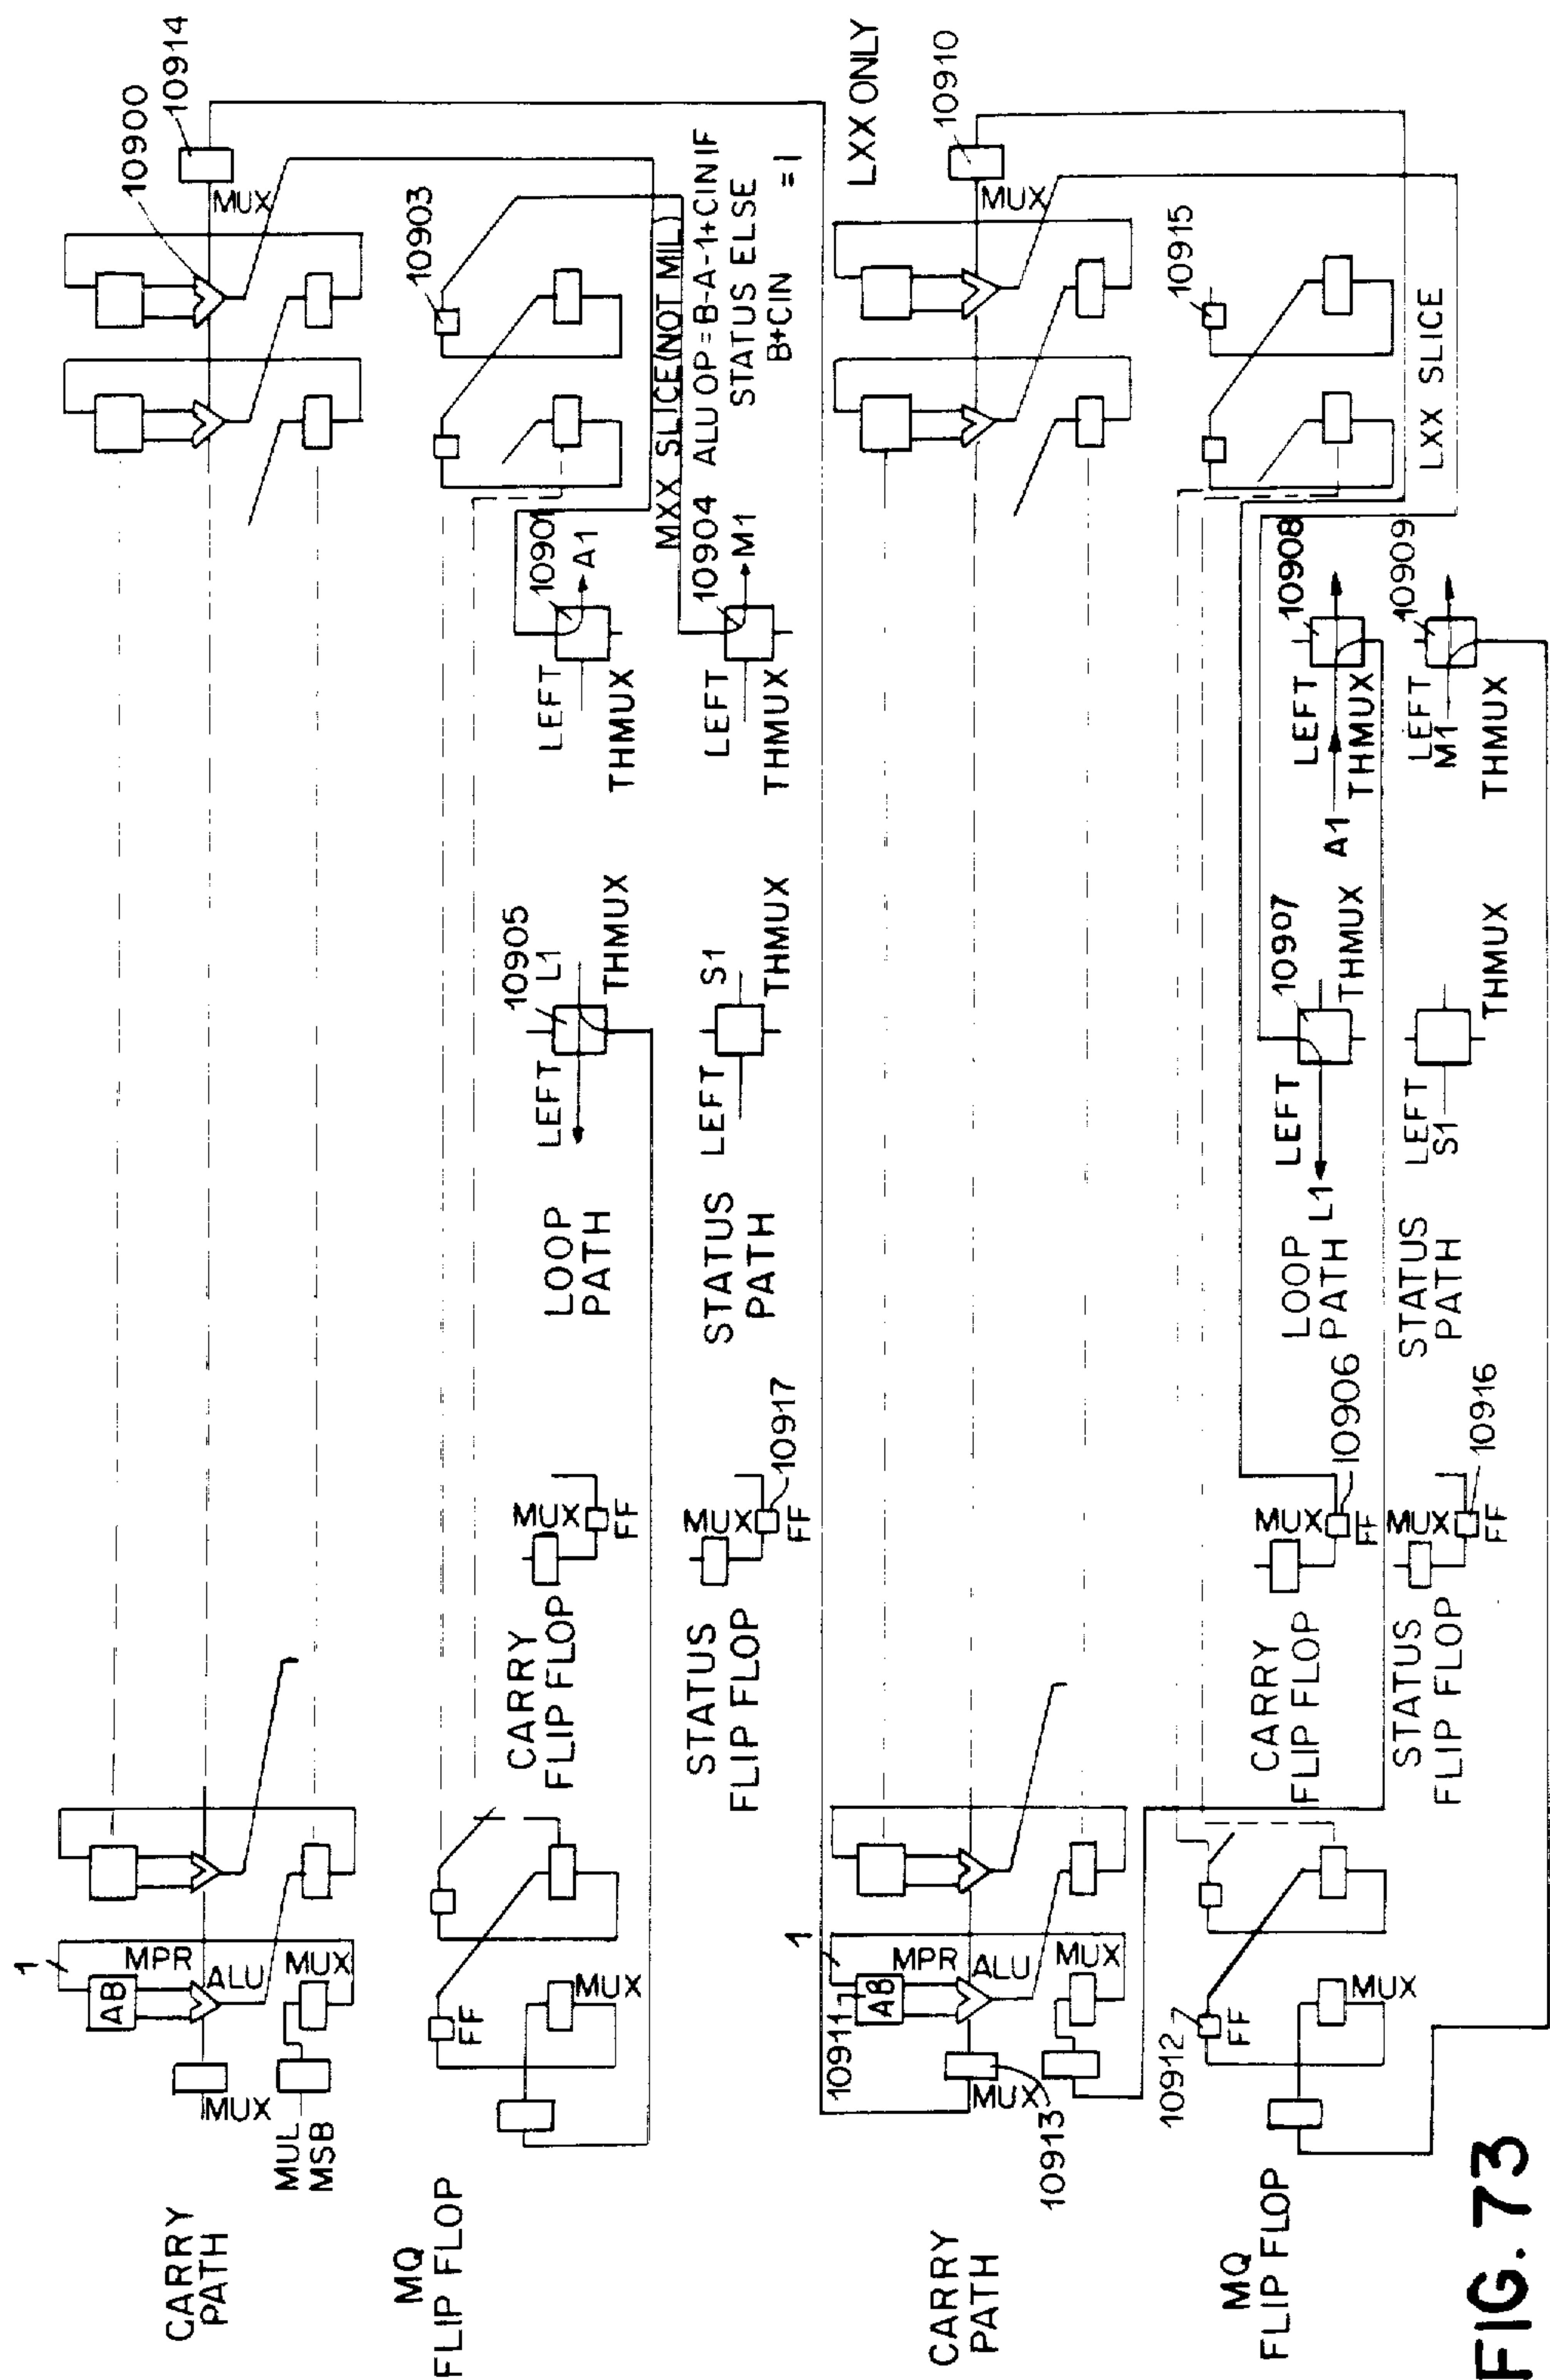 10900
10914
MUX
1
MPR
AB
ALU
MUX
MUX
MUL
MSB
CARRY
PATH
10903
FF
MUX
MQ
FLIP FLOP
10901
A1
LEFT
THMUX
10905
L1
LEFT
THMUX
LOOP
PATH
MUX
FF
CARRY
FLIP FLOP
MXX SLICE(NOT MIL)
10904
ALU OP=B-A-1+CINIF
STATUS ELSE
B+CIN
=1
M1
LEFT
THMUX
S1
LEFT
THMUX
STATUS
PATH
MUX
10917
FF
STATUS
FLIP FLOP
LXX ONLY
10910
MUX
1
10911
MPR
AB
ALU
MUX
MUX
10913
CARRY
PATH
10915
LXX SLICE
10912
FF
MUX
MQ
FLIP FLOP
10908
LEFT
THMUX
A1
10907
THMUX
LEFT
L1
LOOP
PATH
10906
MUX
FF
CARRY
FLIP FLOP
10909
LEFT
M1
THMUX
THMUX
LEFT
S1
STATUS
PATH
10916
MUX
FF
STATUS
FLIP FLOP
FIG. 73